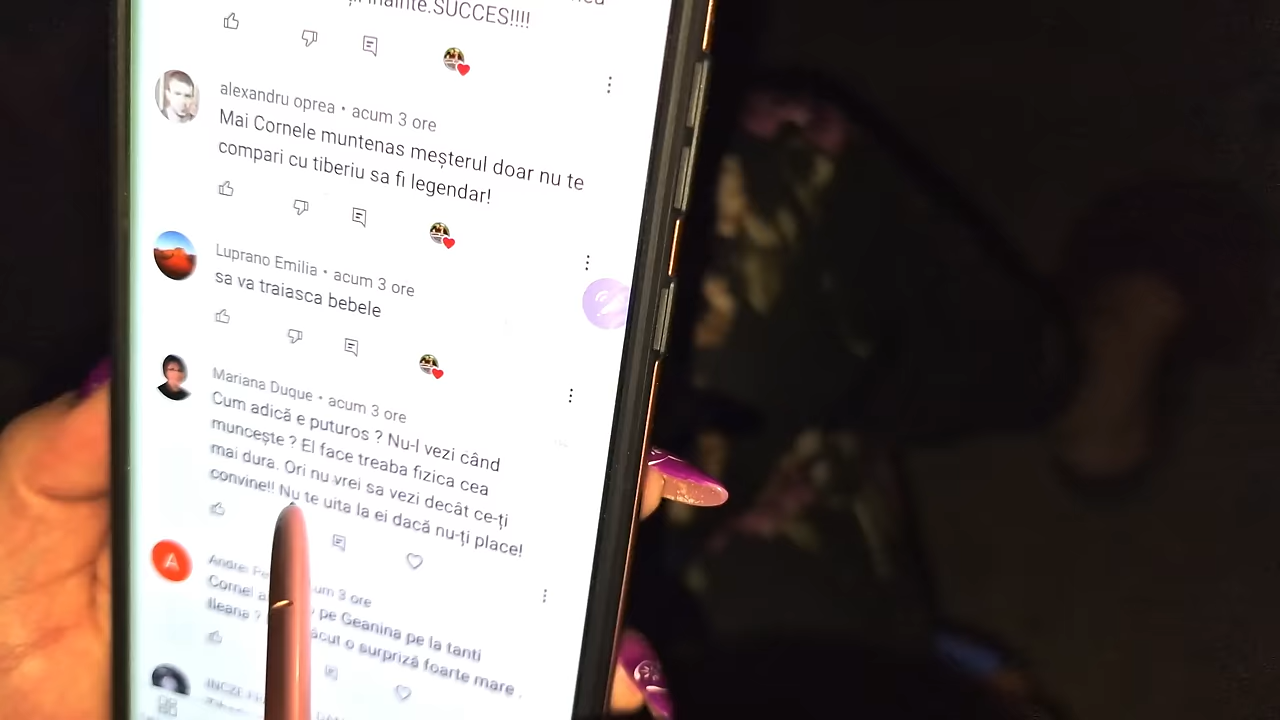 înainte.SUCCES!!!!
alexandru oprea • acum 3 ore
Mai Cornele muntenas meșterul doar nu te
compari cu tiberiu sa fi legendar!
Luprano Emilia • acum 3 ore
sa va traiasca bebele
Mariana Duque • acum 3 ore
Cum adică e puturos ? Nu-l vezi când
muncește ? El face treaba fizica cea
mai dura. Ori nu vrei sa vezi decât ce-ți
convine!! Nu te uita la ei dacă nu-ți place!
A
Andrei 3 ore
Cornel pe Geanina pe la tanti
Ileana ? o surpriză foarte mare .
INCZE